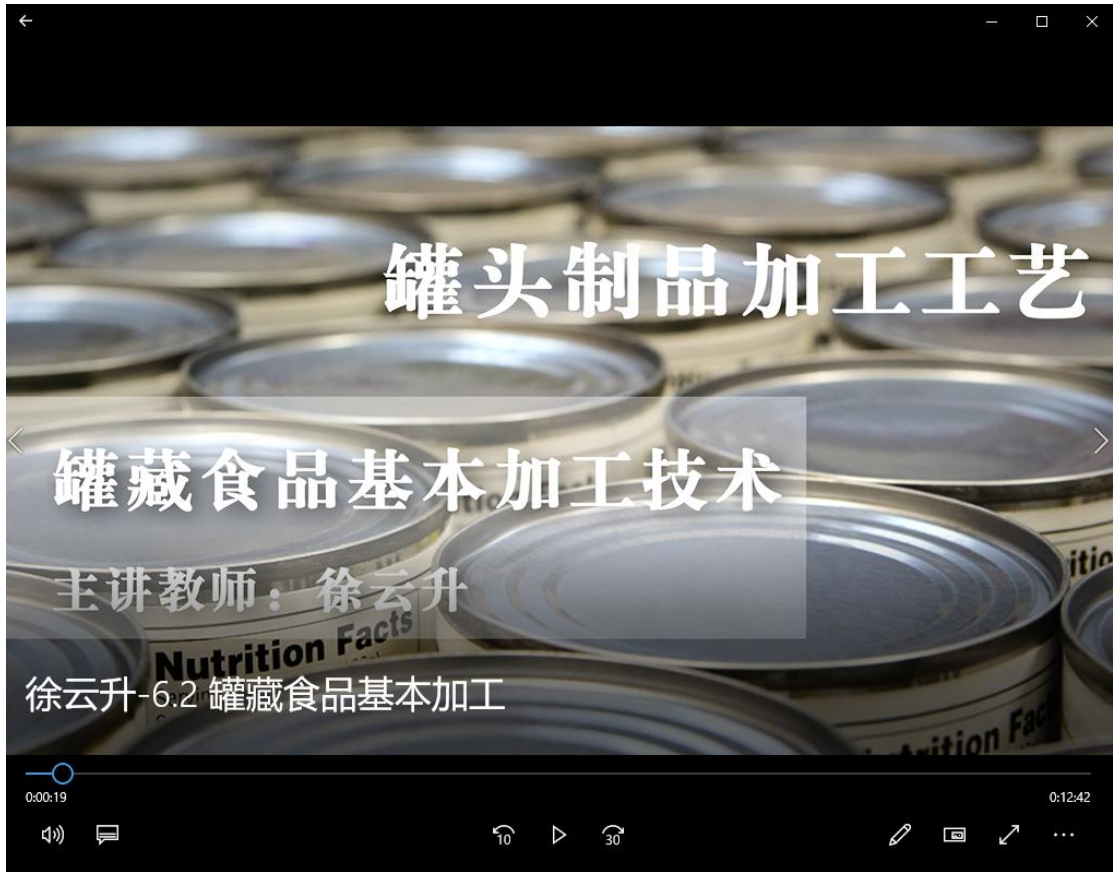 罐头制品加工工艺
罐藏食品基本加工技术
主讲教师：徐云升
Nutrition Facts
徐云升-6.2 罐藏食品基本加工
Nutrition Fac
0:00:19
0:12:42
10
30